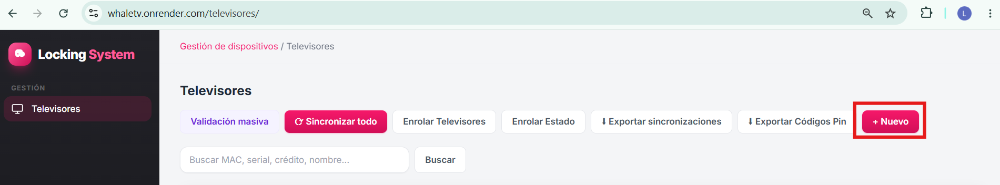 whaletv.onrender.com/televisores/
L
Locking System
Gestión de dispositivos / Televisores
GESTIÓN
Televisores
Televisores
Validación masiva
Sincronizar todo
Enrolar Televisores
Enrolar Estado
⬇ Exportar sincronizaciones
⬇ Exportar Códigos Pin
+ Nuevo
Buscar MAC, serial, crédito, nombre...
Buscar